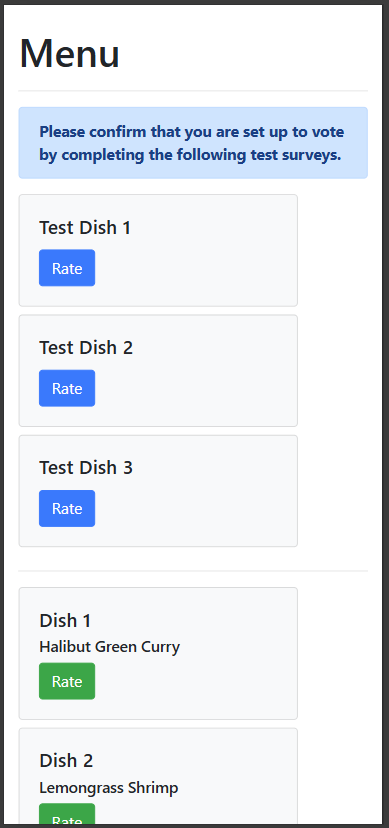 Menu
Please confirm that you are set up to vote
by completing the following test surveys.
Test Dish 1
Rate
Test Dish 2
Rate
Test Dish 3
Rate
Dish 1
Halibut Green Curry
Rate
Dish 2
Lemongrass Shrimp
Rate